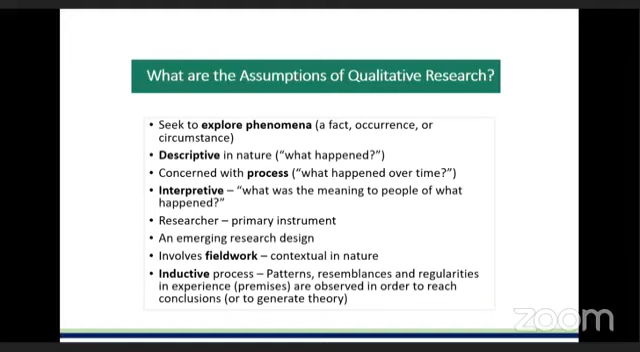 What are the Assumptions of Qualitative Research?
• Seek to explore phenomena (a fact, occurrence, or
circumstance)
• Descriptive in nature ("what happened?")
• Concerned with process ("what happened over time?")
• Interpretive – "what was the meaning to people of what
happened?"
• Researcher – primary instrument
• An emerging research design
• Involves fieldwork – contextual in nature
• Inductive process – Patterns, resemblances and regularities
in experience (premises) are observed in order to reach
conclusions (or to generate theory)
zoom